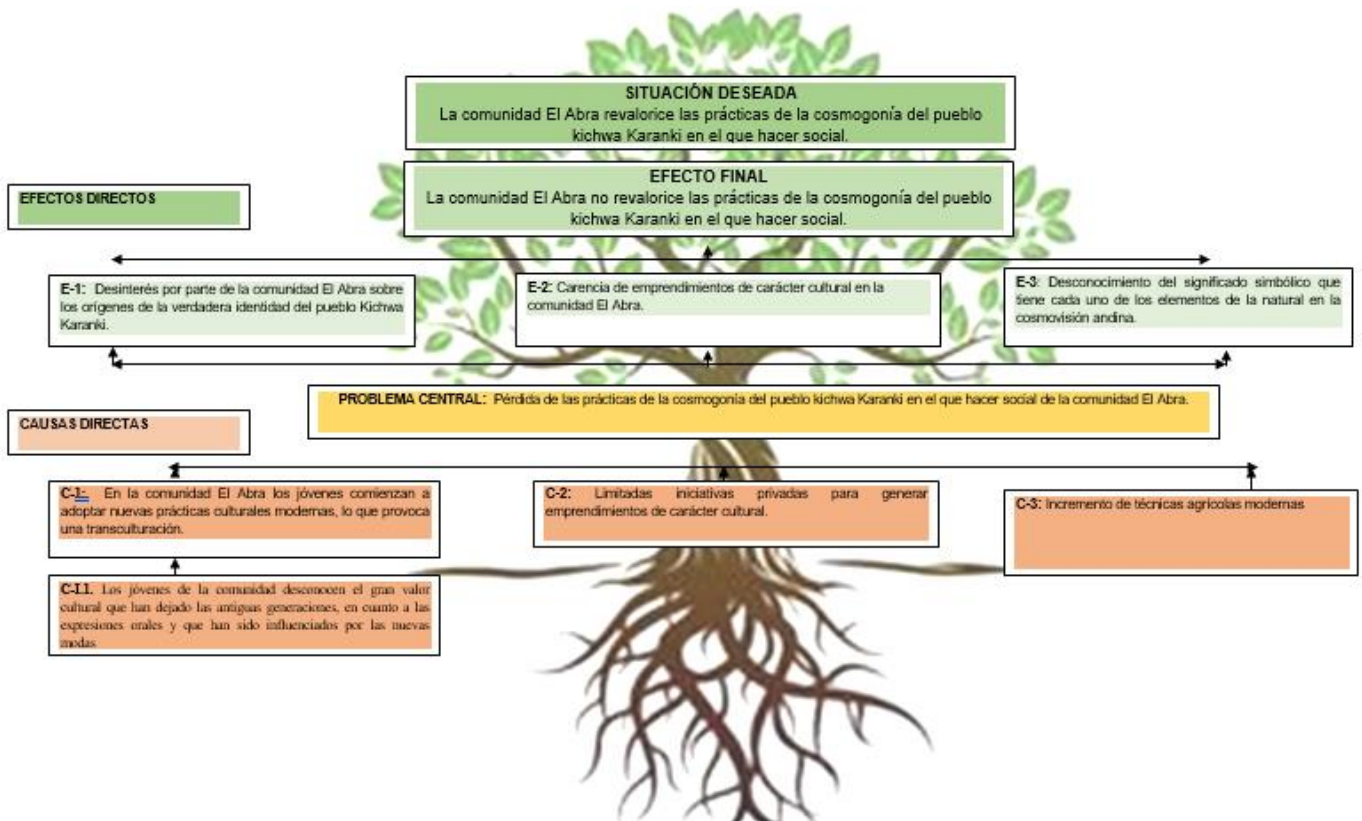 SITUACIÓN DESEADA
La comunidad El Abra revalorice las prácticas de la cosmogonía del pueblo
kichwa Karanki en el que hacer social.
EFECTO FINAL
La comunidad El Abra no revalorice las prácticas de la cosmogonía del pueblo
kichwa Karanki en el que hacer social.
EFECTOS DIRECTOS
E-1: Desinterés por parte de la comunidad El Abra sobre
los orígenes de la verdadera identidad del pueblo Kichwa
Karanki.
E-2: Carencia de emprendimientos de carácter cultural en la
comunidad El Abra.
E-3: Desconocimiento del significado simbólico que
tiene cada uno de los elementos de la natural en la
cosmovisión andina.
PROBLEMA CENTRAL: Pérdida de las prácticas de la cosmogonía del pueblo kichwa Karanki en el que hacer social de la comunidad El Abra.
CAUSAS DIRECTAS
C-1:- En la comunidad El Abra los jóvenes comienzan a
adoptar nuevas prácticas culturales modernas, lo que provoca
una transculturación.
C-2: Limitadas iniciativas privadas para generar
emprendimientos de carácter cultural.
C-3: Incremento de técnicas agrícolas modernas
C-1.1. Los jóvenes de la comunidad desconocen el gran valor
cultural que han dejado las antiguas generaciones, en cuanto a las
expresiones orales y que han sido influenciados por las nuevas
modas